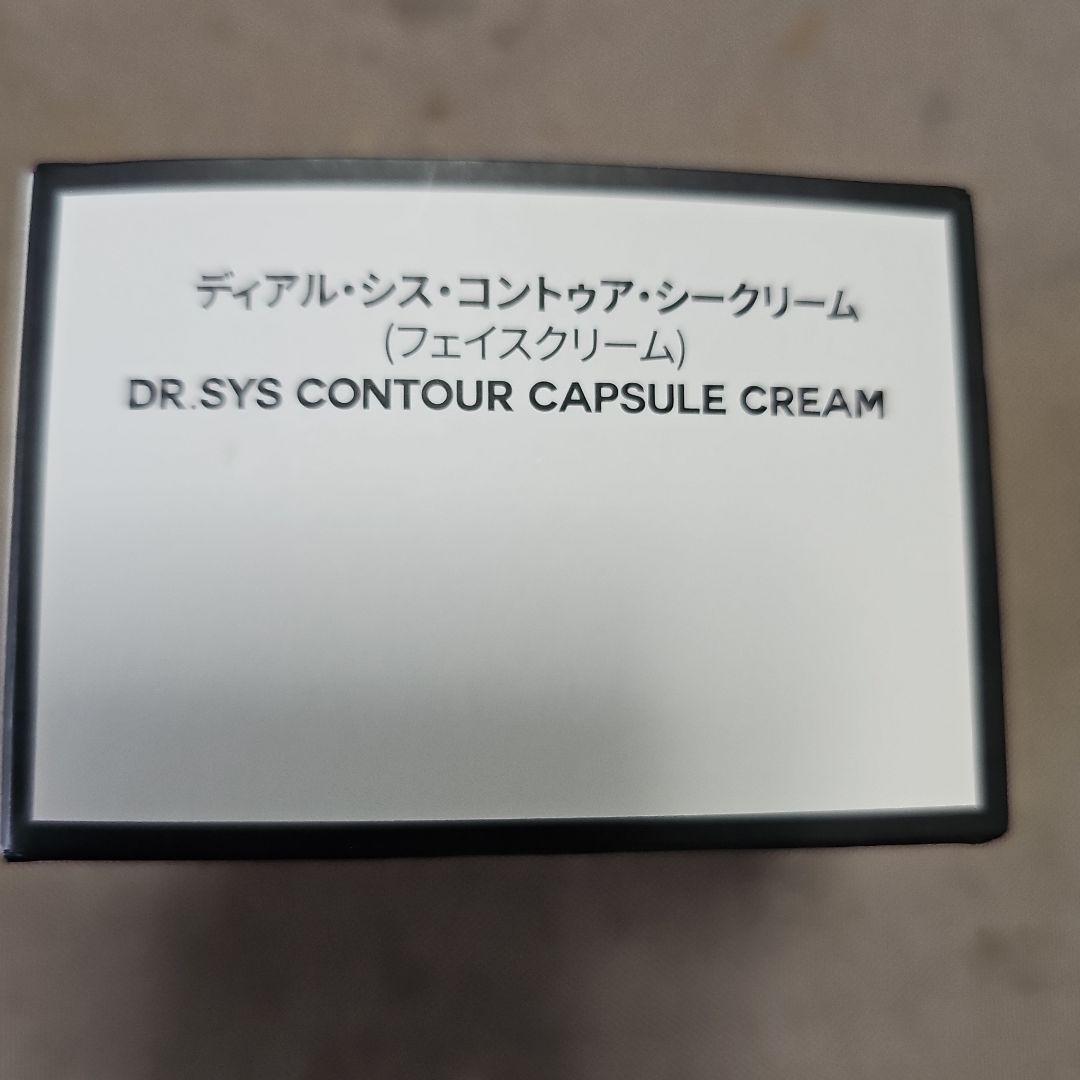 ディアル・シス・コントゥア・シークリーム
(フェイスクリーム)
DR.SYS CONTOUR CAPSULE CREAM